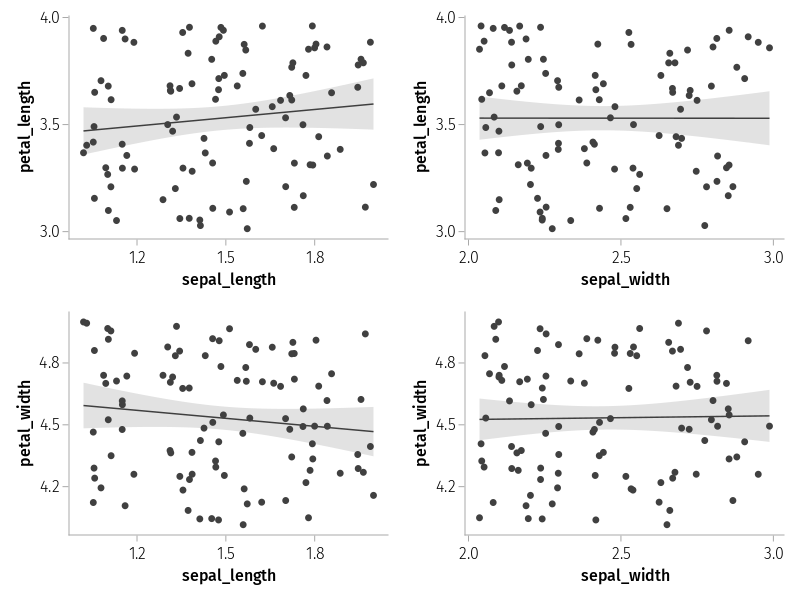 4.0
3.5
3.0
petal_length
1.2 1.5 1.8
sepal_length
4.0
3.5
3.0
petal_length
2.0 2.5 3.0
sepal_width
4.8
4.5
4.2
petal_width
1.2 1.5 1.8
sepal_length
4.8
4.5
4.2
petal_width
2.0 2.5 3.0
sepal_width